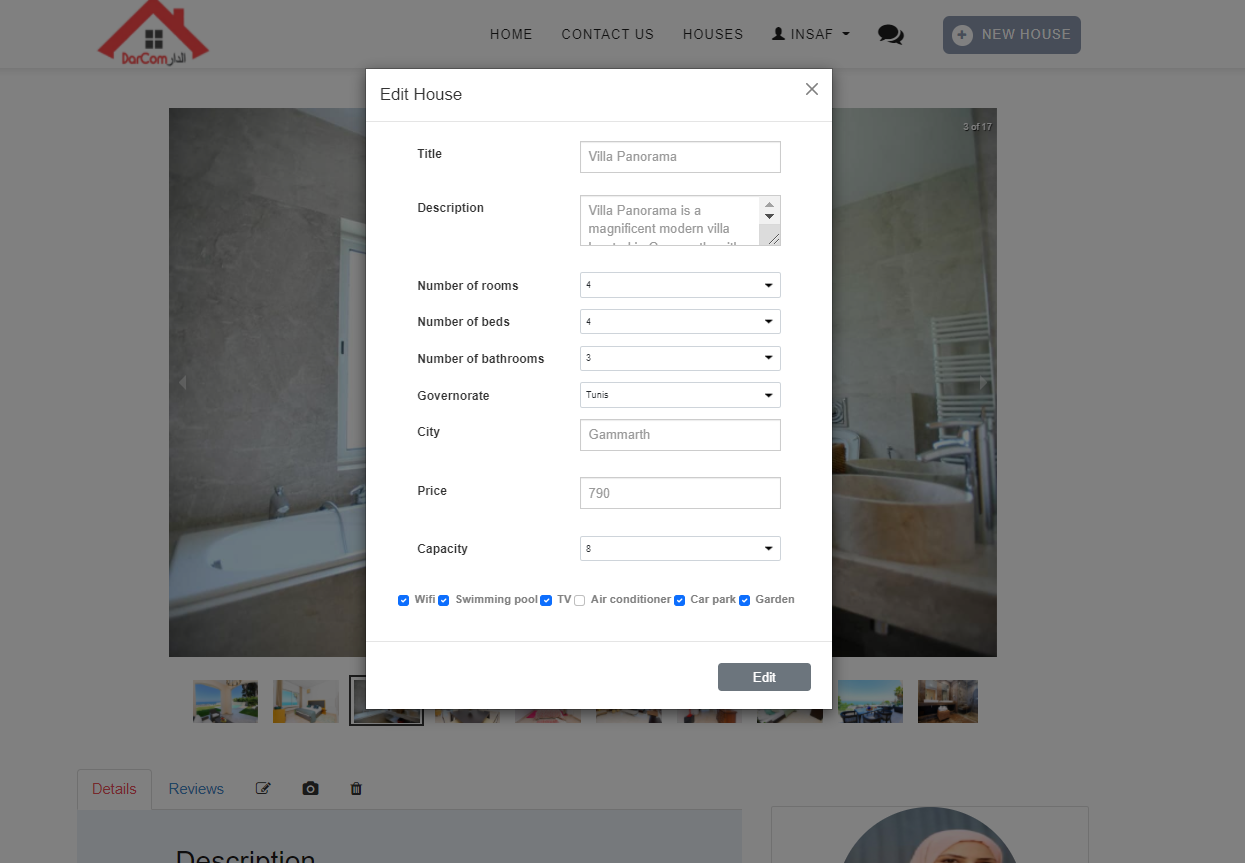 HOME CONTACT US HOUSES INSAF NEW HOUSE
DarCom الدار
Edit House
3 of 17
Title
Villa Panorama
Description
Villa Panorama is a
magnificent modern villa
Number of rooms
4
Number of beds
4
Number of bathrooms
3
Governorate
Tunis
City
Gammarth
Price
790
Capacity
8
Wifi Swimming pool TV Air conditioner Car park Garden
Edit
Details Reviews
Description